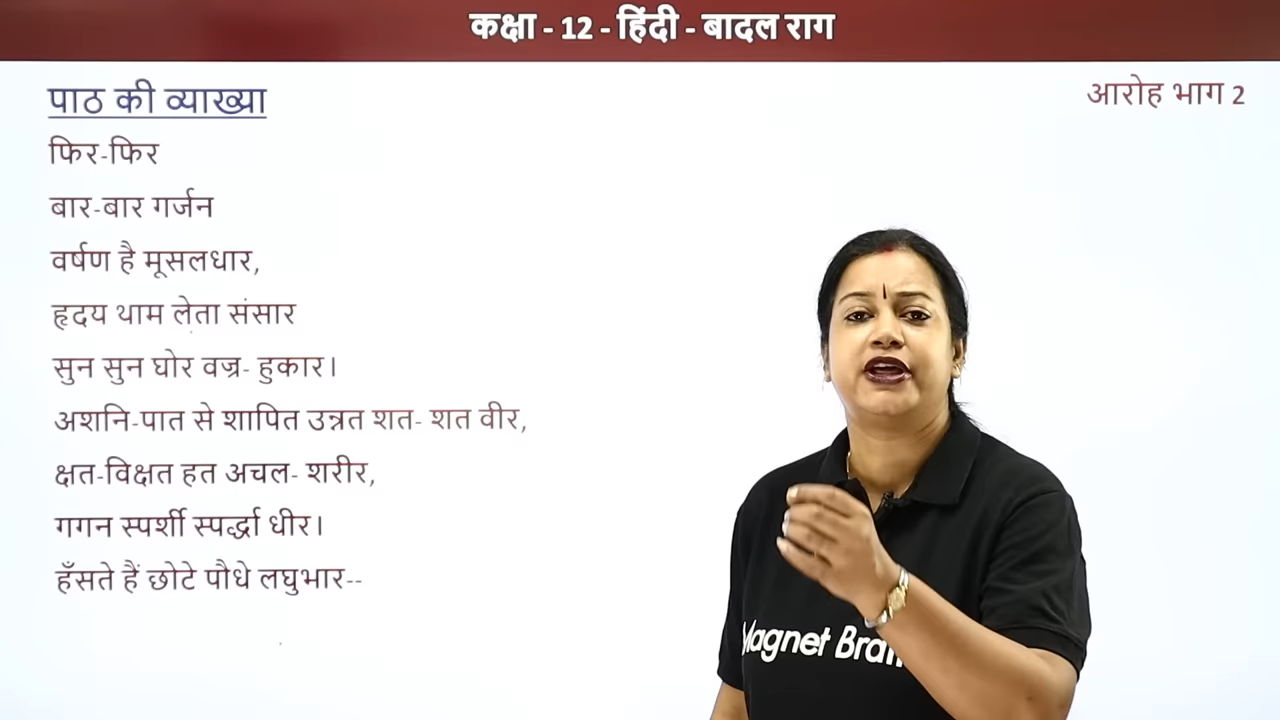 कक्षा - 12 - हिंदी - बादल राग
पाठ की व्याख्या
आरोह भाग 2
फिर-फिर
बार-बार गर्जन
वर्षण है मूसलधार,
हृदय थाम लेता संसार
सुन सुन घोर वज्र- हुकार।
अशनि-पात से शापित उन्नत शत- शत वीर,
क्षत-विक्षत हत अचल- शरीर,
गगन स्पर्शी स्पर्द्धा धीर।
हँसते हैं छोटे पौधे लघुभार--
Magnet